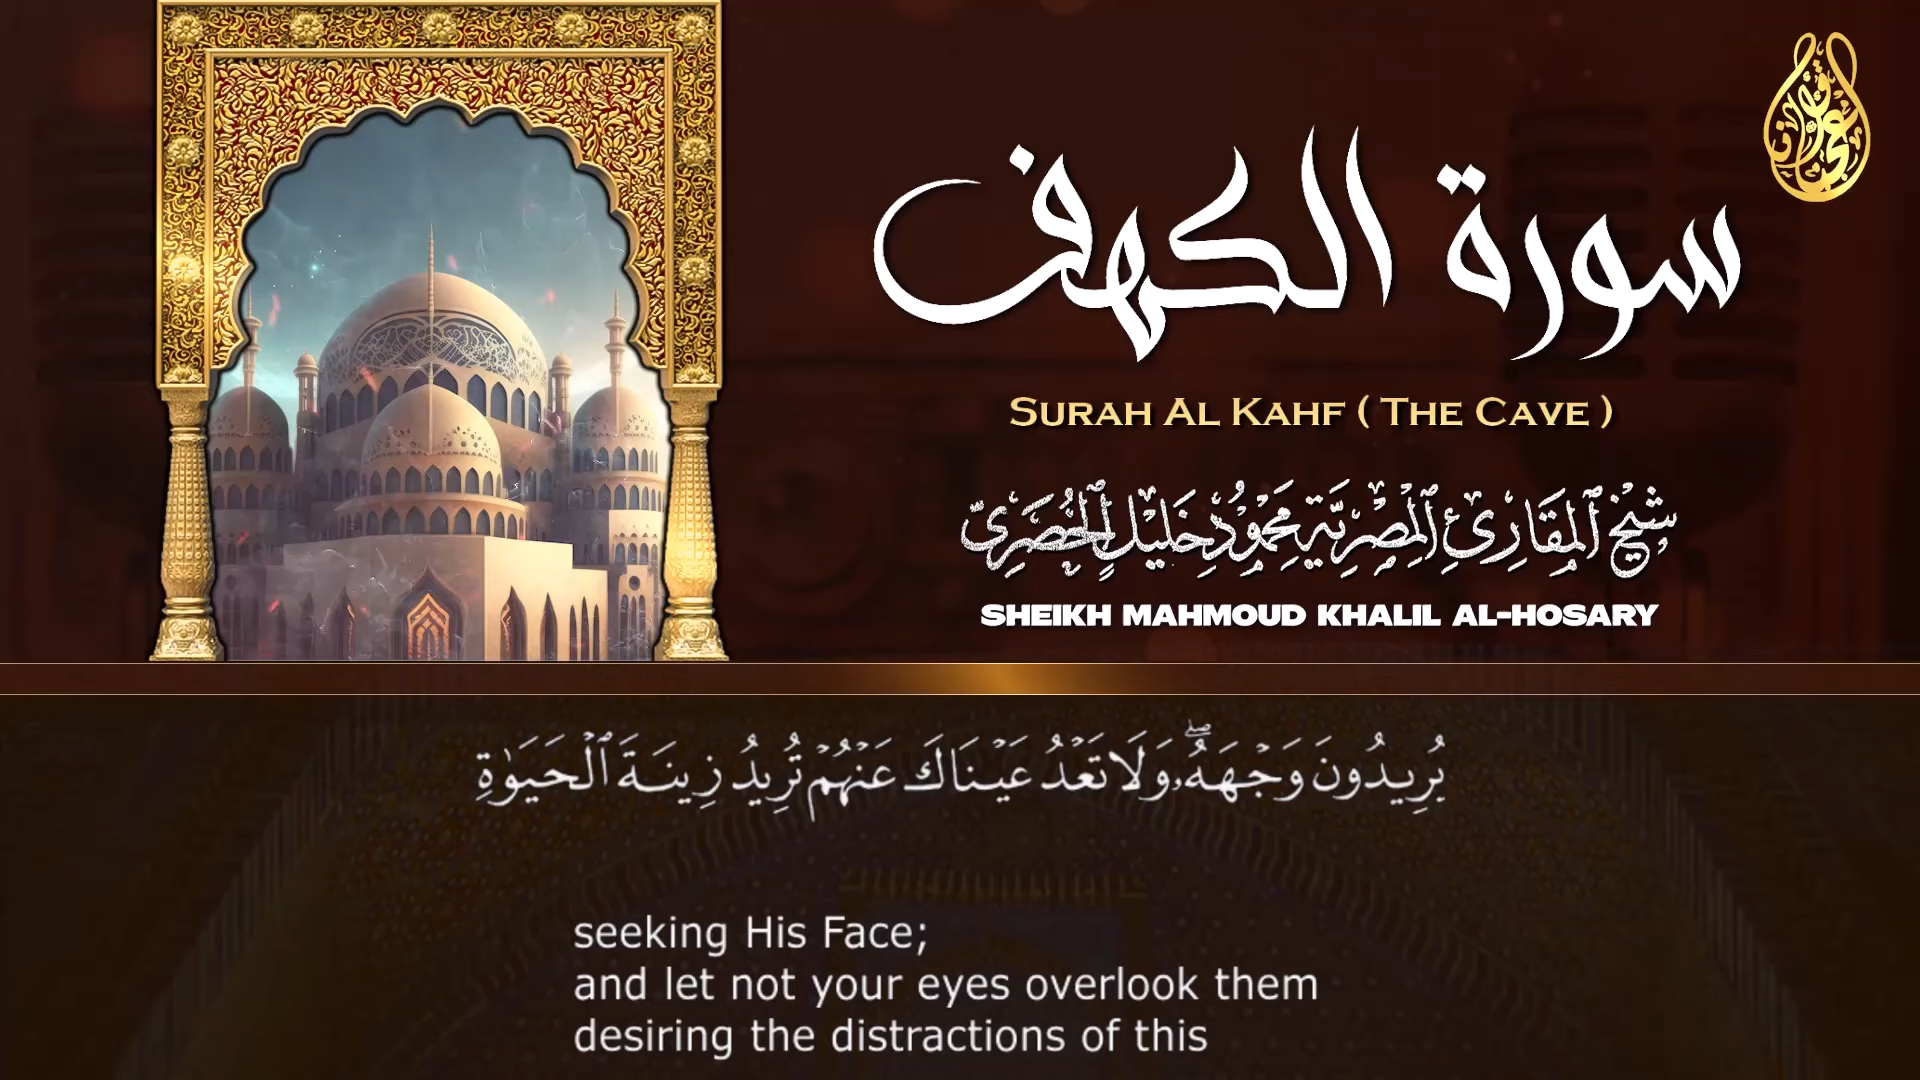 سورة الكهف
SURAH AL KAHF ( THE CAVE )
شيخ المقارئ المصرية محمود خليل الحصري
SHEIKH MAHMOUD KHALIL AL-HOSARY
يُرِيدُونَ وَجْهَهُۥۖ وَلَا تَعْدُ عَيْنَاكَ عَنْهُمْ تُرِيدُ زِينَةَ ٱلْحَيَوٰةِ
seeking His Face;
and let not your eyes overlook them
desiring the distractions of this